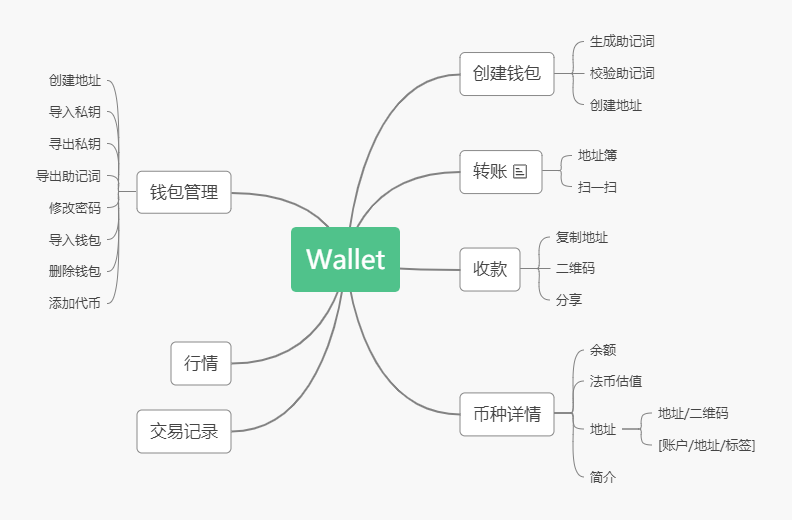 Wallet
创建钱包
生成助记词
校验助记词
创建地址
转账
地址簿
扫一扫
收款
复制地址
二维码
分享
币种详情
余额
法币估值
地址
地址/二维码
[账户/地址/标签]
简介
钱包管理
创建地址
导入私钥
寻出私钥
导出助记词
修改密码
导入钱包
删除钱包
添加代币
行情
交易记录